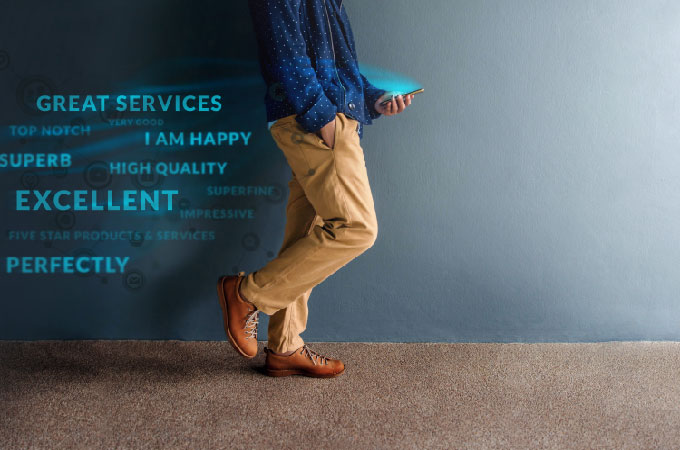 GREAT SERVICES
VERY GOOD
TOP NOTCH
I AM HAPPY
SUPERB
HIGH QUALITY
SUPERFINE
EXCELLENT
IMPRESSIVE
FIVE STAR PRODUCTS & SERVICES
PERFECTLY